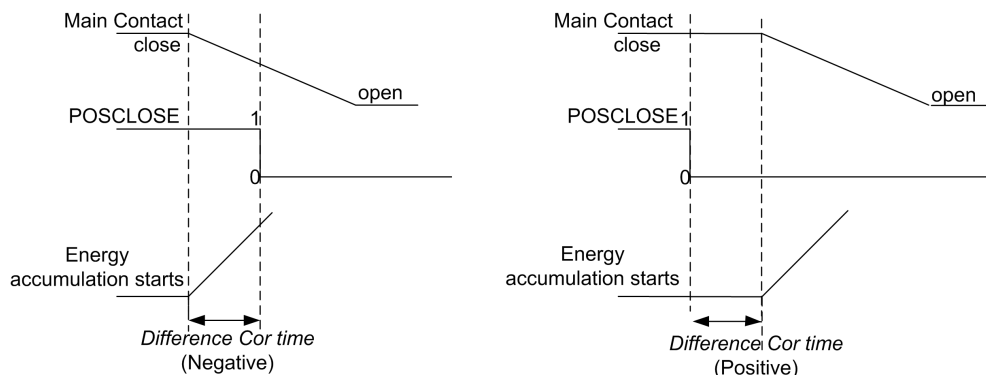 Main Contact
close
open
POSCLOSE 1
0
Energy
accumulation starts
Difference Cor time
(Negative)
Main Contact
close
open
POSCLOSE 1
0
Energy
accumulation starts
Difference Cor time
(Positive)